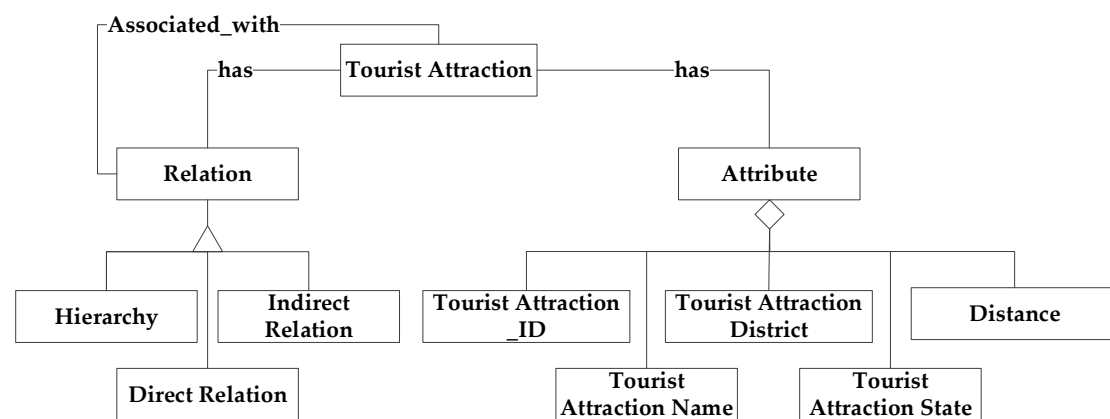 Associated_with
has
Tourist Attraction
has
Relation
Attribute
Hierarchy
Indirect
Relation
Tourist Attraction
_ID
Tourist Attraction
District
Distance
Direct Relation
Tourist
Attraction Name
Tourist
Attraction State